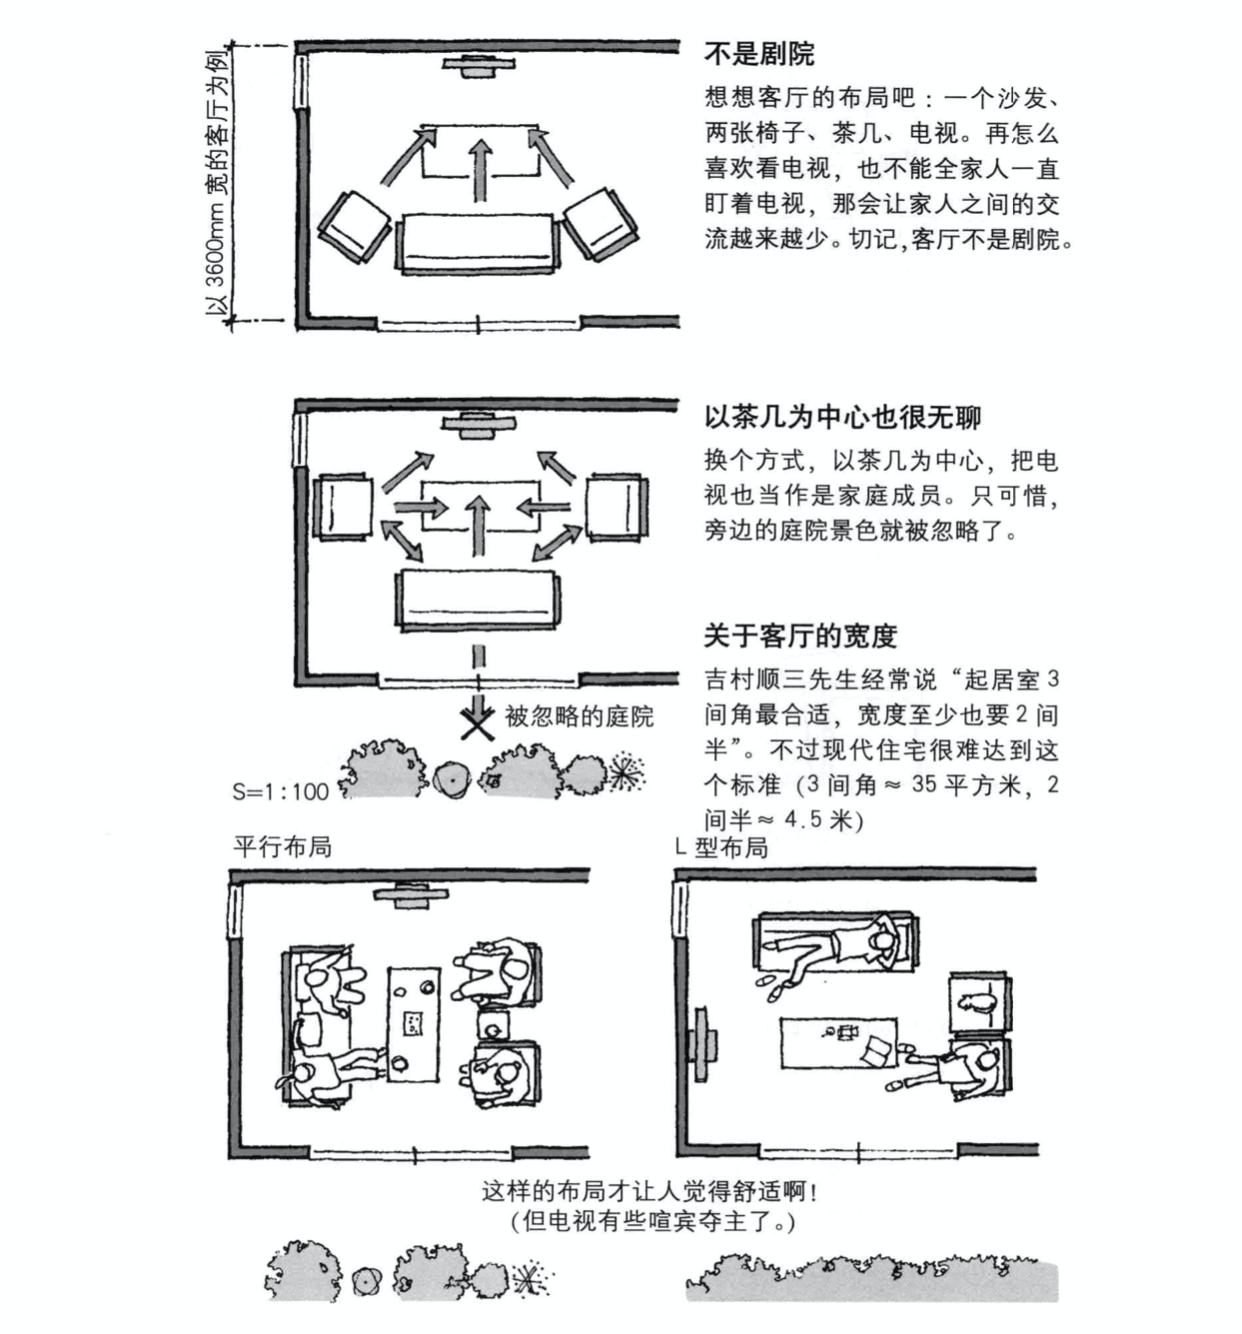 以 3600mm 宽的客厅为例
不是剧院
想想客厅的布局吧：一个沙发、
两张椅子、茶几、电视。再怎么
喜欢看电视，也不能全家人一直
盯着电视，那会让家人之间的交
流越来越少。切记，客厅不是剧院。
以茶几为中心也很无聊
换个方式，以茶几为中心，把电
视也当作是家庭成员。只可惜，
旁边的庭院景色就被忽略了。
被忽略的庭院
S=1:100
关于客厅的宽度
吉村顺三先生经常说“起居室 3
间角最合适，宽度至少也要 2 间
半”。不过现代住宅很难达到这
个标准（3 间角≈ 35 平方米，2
间半≈ 4.5 米）
平行布局
L 型布局
这样的布局才让人觉得舒适啊！
（但电视有些喧宾夺主了。）